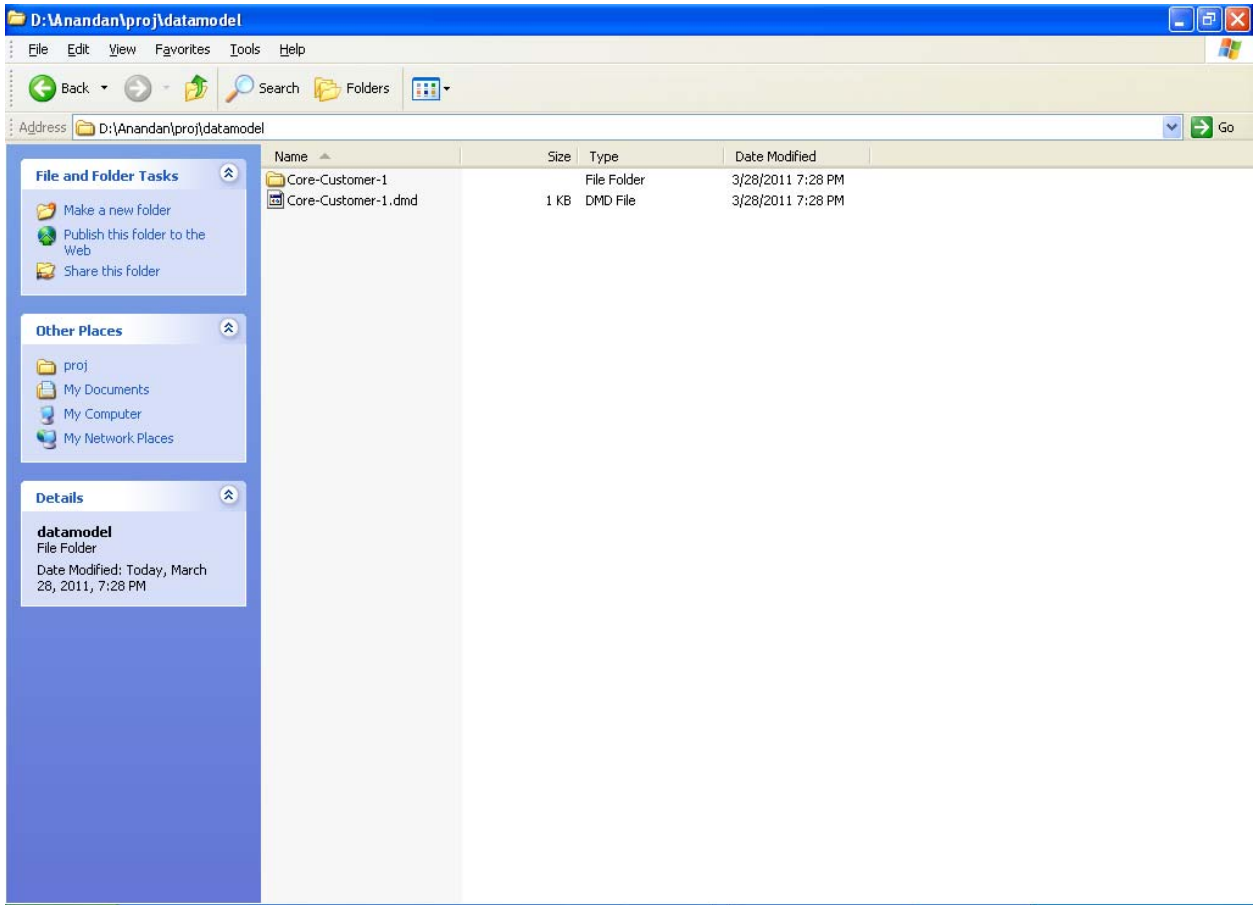 D:\Anandan\proj\datamodel
File Edit View Favorites Tools Help
Back Search Folders
Address D:\Anandan\proj\datamodel Go
Name Size Type Date Modified
Core-Customer-1 File Folder 3/28/2011 7:28 PM
Core-Customer-1.dmd 1 KB DMD File 3/28/2011 7:28 PM
File and Folder Tasks
Make a new folder
Publish this folder to the
Web
Share this folder
Other Places
proj
My Documents
My Computer
My Network Places
Details
datamodel
File Folder
Date Modified: Today, March
28, 2011, 7:28 PM